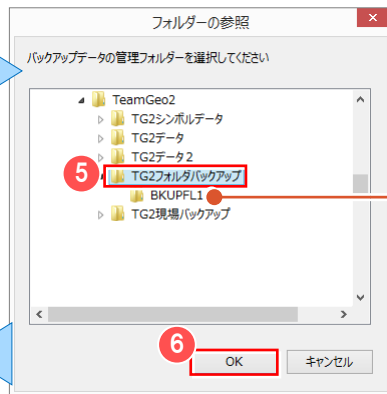 フォルダーの参照
×
バックアップデータの管理フォルダーを選択してください
TeamGeo2
TG2シンボルデータ
TG2データ
TG2データ2
5
TG2フォルダバックアップ
BKUPFL1
TG2現場バックアップ
6
OK キャンセル